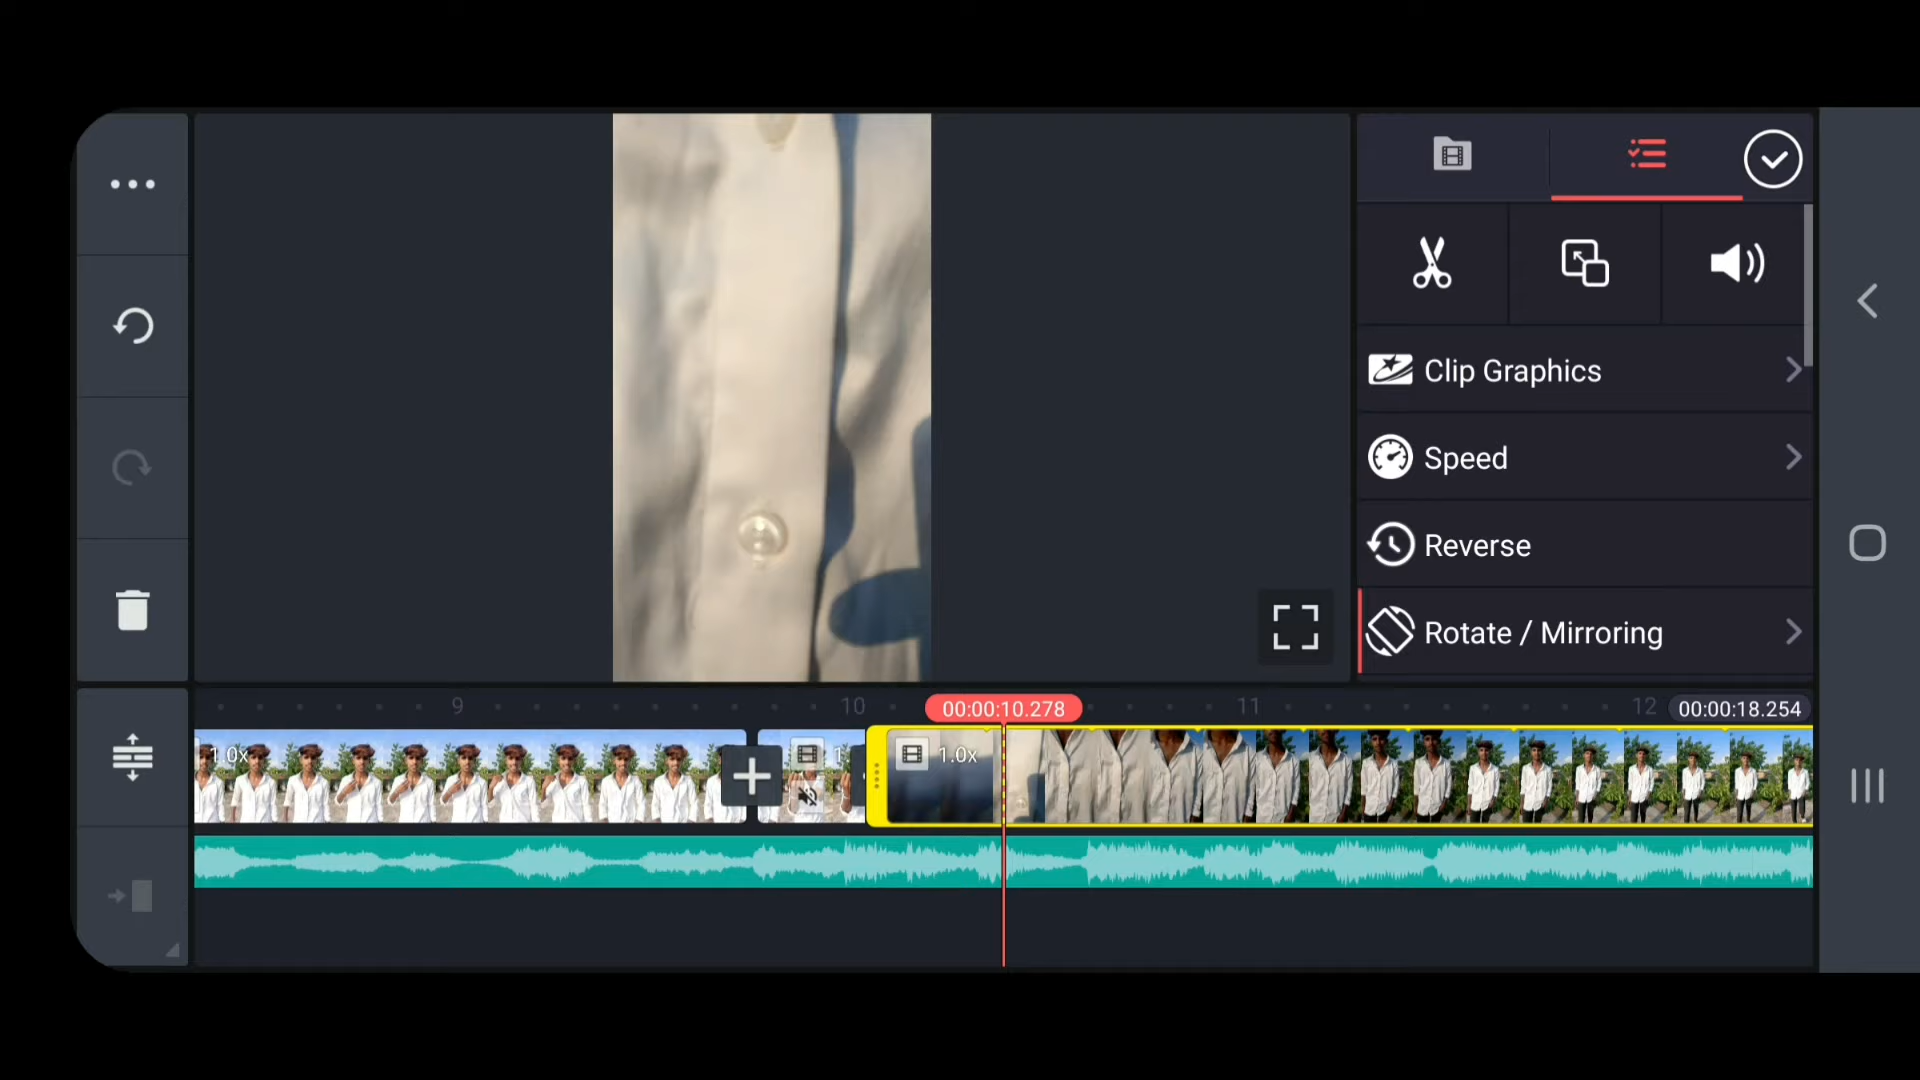 Clip Graphics
Speed
Reverse
Rotate / Mirroring
9
10
00:00:10.278
11
12
00:00:18.254
1.0x
1
1.0x